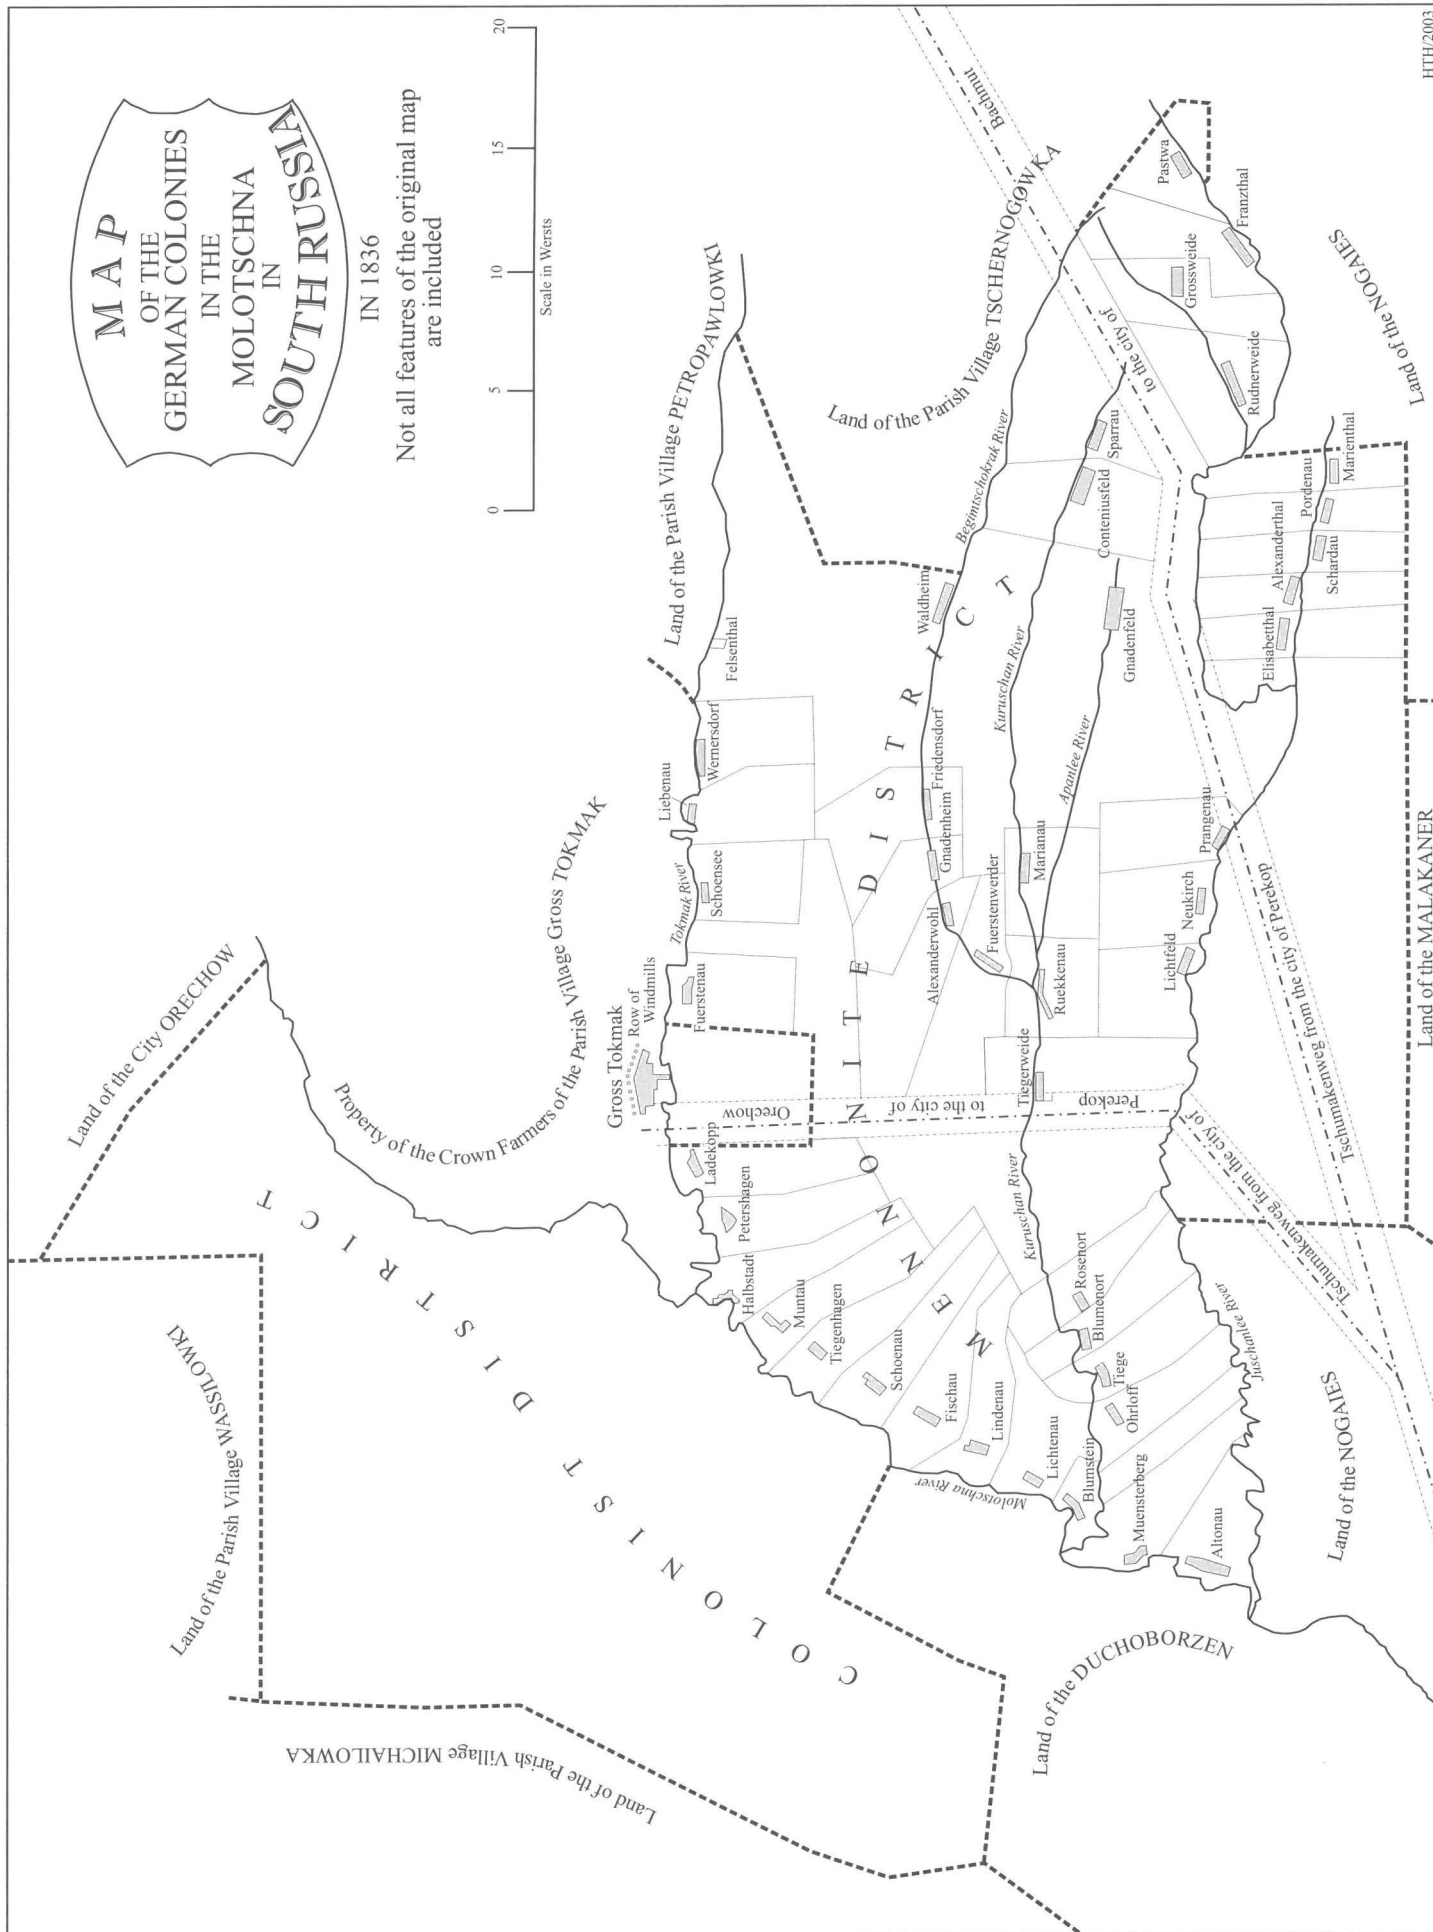 MAP
OF THE
GERMAN COLONIES
IN THE
MOLOTSCHNA
IN
SOUTH RUSSIA
IN 1836
Not all features of the original map
are included
0
5
10
15
20
Scale in Wersts
Land of the City ORECHOW
Land of the Parish Village WASSILOWKI
Land of the Parish Village MICHAILOWKA
Property of the Crown Farmers of the Parish Village Gross TOKMAK
Land of the Parish Village PETROPAWLOWKI
Land of the Parish Village TSCHERNOGOWKA
COLONIST DISTRICT
MENNONITE DISTRICT
Gross Tokmak
Row of
Windmills
Tokmak River
Ladekopp
Petershagen
Halbstadt
Muntau
Tiegenhagen
Schoenau
Fischau
Lindenau
Lichtenau
Blumstein
Muensterberg
Altonau
Molotschna
River
Fuerstenau
Schoensee
Liebenau
Wernersdorf
Felsenthal
Orechow
to the city of
Perekop
Waldheim
Begimtschokrak River
Friedensdorf
Gnadenheim
Alexanderwohl
Fuerstenwerder
Marianau
Ruekkenau
Tiegerweide
Kuruschan River
Kuruschan River
Apanlee River
Gnadenfeld
Conteniusfeld
Sparrau
to the city of
Bachmut
Rosenort
Blumenort
Tiege
Ohrloff
Juschanlee River
Lichtfeld
Neukirch
Prangenau
Elisabetthal
Alexanderthal
Schardau
Pordenau
Marienthal
Rudnerweide
Grossweide
Franzthal
Pastwa
Tschumakenweg from the city of
Tschumakenweg from the city of Perekop
Land of the DUCHOBORZEN
Land of the NOGAIES
Land of the MALAKANER
Land of the NOGAIES
HTH/2003